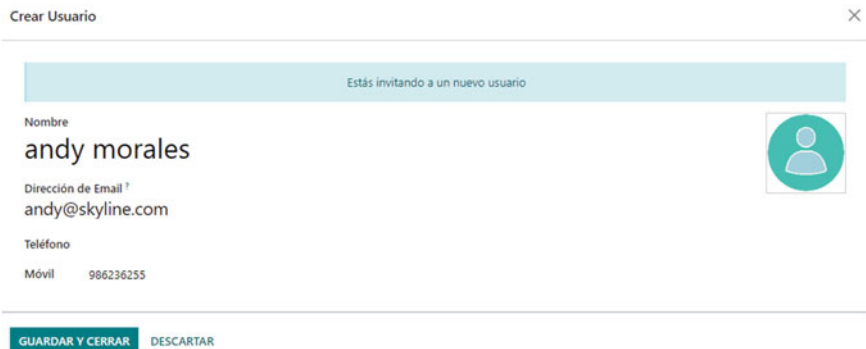 Crear Usuario
Estás invitando a un nuevo usuario
Nombre
andy morales
Dirección de Email ?
andy@skyline.com
Teléfono
Móvil 986236255
GUARDAR Y CERRAR DESCARTAR